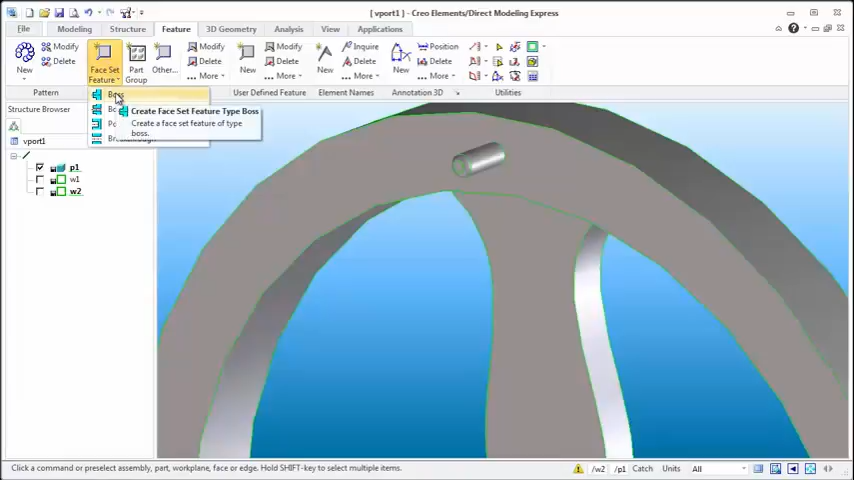 [ vport1 ] - Creo Elements/Direct Modeling Express
File Modeling Structure Feature 3D Geometry Analysis View Applications
New Modify Delete Face Set Feature Part Group Other... Modify Delete More New Modify Delete More New Inquire Delete More New Position Modify Delete
Pattern User Defined Feature Element Names Annotation 3D Utilities
Structure Browser
Boss
Create Face Set Feature Type Boss
Create a face set feature of type
boss.
vport1
p1
w1
w2
Click a command or preselect assembly, part, workplane, face or edge. Hold SHIFT-key to select multiple items. /w2 /p1 Catch Units All